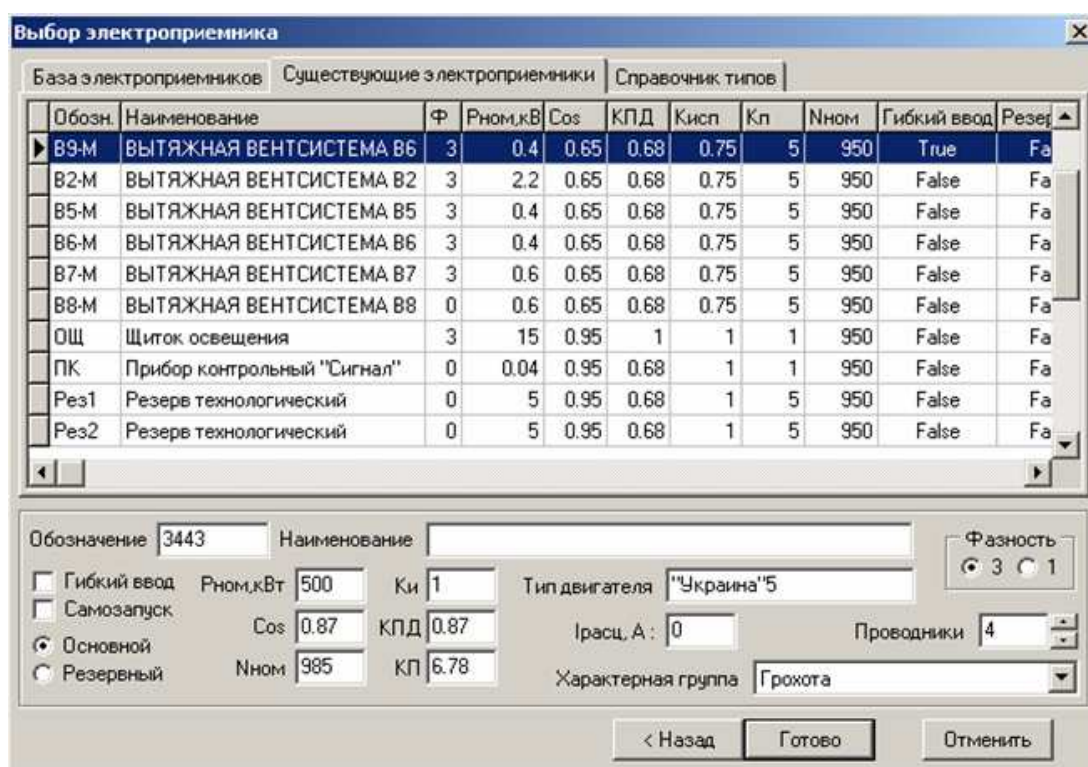 Выбор электроприемника
База электроприемников Существующие электроприемники Справочник типов
Обозн. Наименование Ф Рном,кВ Cos КПД Кисп Кп Nном Гибкий ввод Резер
В9-М ВЫТЯЖНАЯ ВЕНТСИСТЕМА В6 3 0.4 0.65 0.68 0.75 5 950 True Fa
В2-М ВЫТЯЖНАЯ ВЕНТСИСТЕМА В2 3 2.2 0.65 0.68 0.75 5 950 False Fa
В5-М ВЫТЯЖНАЯ ВЕНТСИСТЕМА В5 3 0.4 0.65 0.68 0.75 5 950 False Fa
В6-М ВЫТЯЖНАЯ ВЕНТСИСТЕМА В6 3 0.4 0.65 0.68 0.75 5 950 False Fa
В7-М ВЫТЯЖНАЯ ВЕНТСИСТЕМА В7 3 0.6 0.65 0.68 0.75 5 950 False Fa
В8-М ВЫТЯЖНАЯ ВЕНТСИСТЕМА В8 0 0.6 0.65 0.68 0.75 5 950 False Fa
ОЩ Щиток освещения 3 15 0.95 1 1 1 950 False Fa
ПК Прибор контрольный "Сигнал" 0 0.04 0.95 0.68 1 1 950 False Fa
Рез1 Резерв технологический 0 5 0.95 0.68 1 5 950 False Fa
Рез2 Резерв технологический 0 5 0.95 0.68 1 5 950 False Fa
Обозначение 3443 Наименование Фазность
3 1
Гибкий ввод Рном,кВт 500 Ки 1 Тип двигателя "Украина"5
Самозапуск
Cos 0.87 КПД 0.87 Iрасц, А : 0 Проводники 4
Основной
Резервный Nном 985 КП 6.78 Характерная группа Грохота
< Назад Готово Отменить